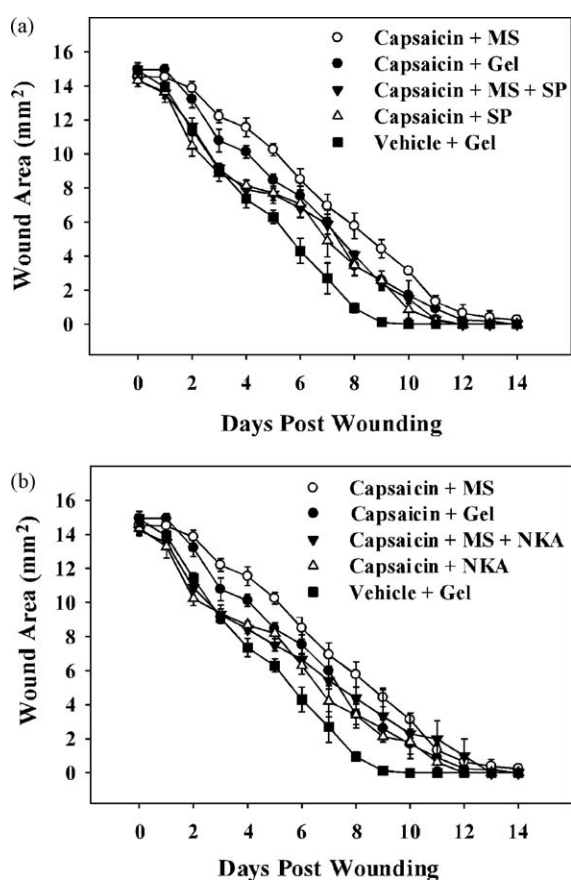 (a)
16
14
12
10
8
6
4
2
0
Wound Area (mm²)
Capsaicin + MS
Capsaicin + Gel
Capsaicin + MS + SP
Capsaicin + SP
Vehicle + Gel
0 2 4 6 8 10 12 14
Days Post Wounding
(b)
16
14
12
10
8
6
4
2
0
Wound Area (mm²)
Capsaicin + MS
Capsaicin + Gel
Capsaicin + MS + NKA
Capsaicin + NKA
Vehicle + Gel
0 2 4 6 8 10 12 14
Days Post Wounding